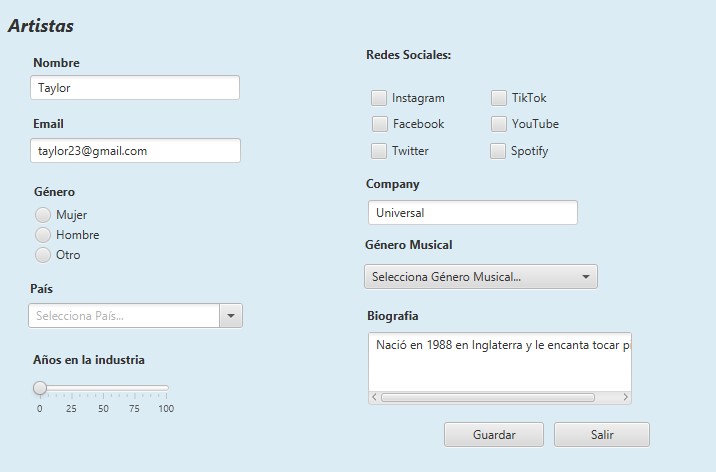 Artistas
Nombre
Taylor
Email
taylor23@gmail.com
Género
Mujer
Hombre
Otro
País
Selecciona País...
Años en la industria
0 25 50 75 100
Redes Sociales:
Instagram TikTok
Facebook YouTube
Twitter Spotify
Company
Universal
Género Musical
Selecciona Género Musical...
Biografia
Nació en 1988 en Inglaterra y le encanta tocar
Guardar Salir